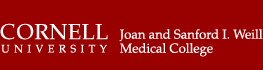 CORNELL
UNIVERSITY
Joan and Sanford I. Weill
Medical College